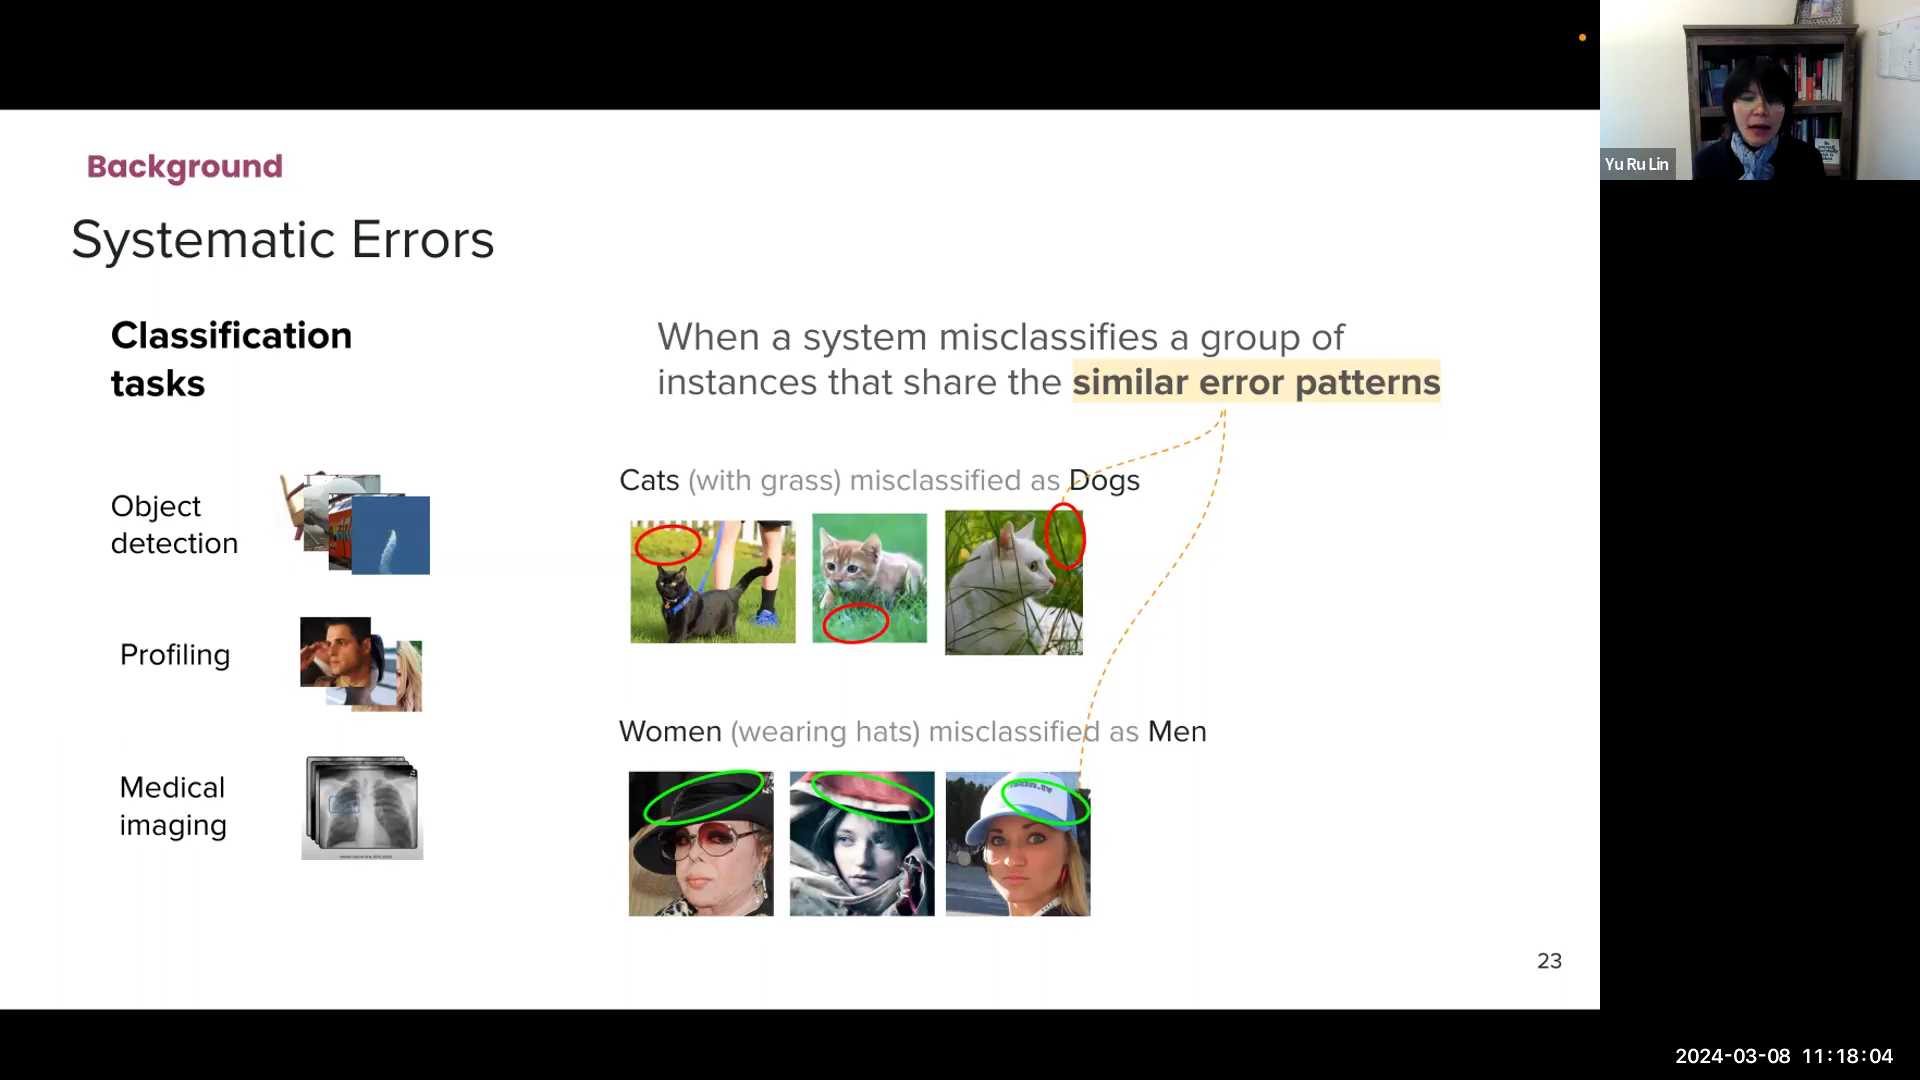 Background
Systematic Errors
Classification
tasks
When a system misclassifies a group of
instances that share the similar error patterns
Object
detection
Profiling
Medical
imaging
Cats (with grass) misclassified as Dogs
Women (wearing hats) misclassified as Men
23
Yu Ru Lin
2024-03-08 11:18:04